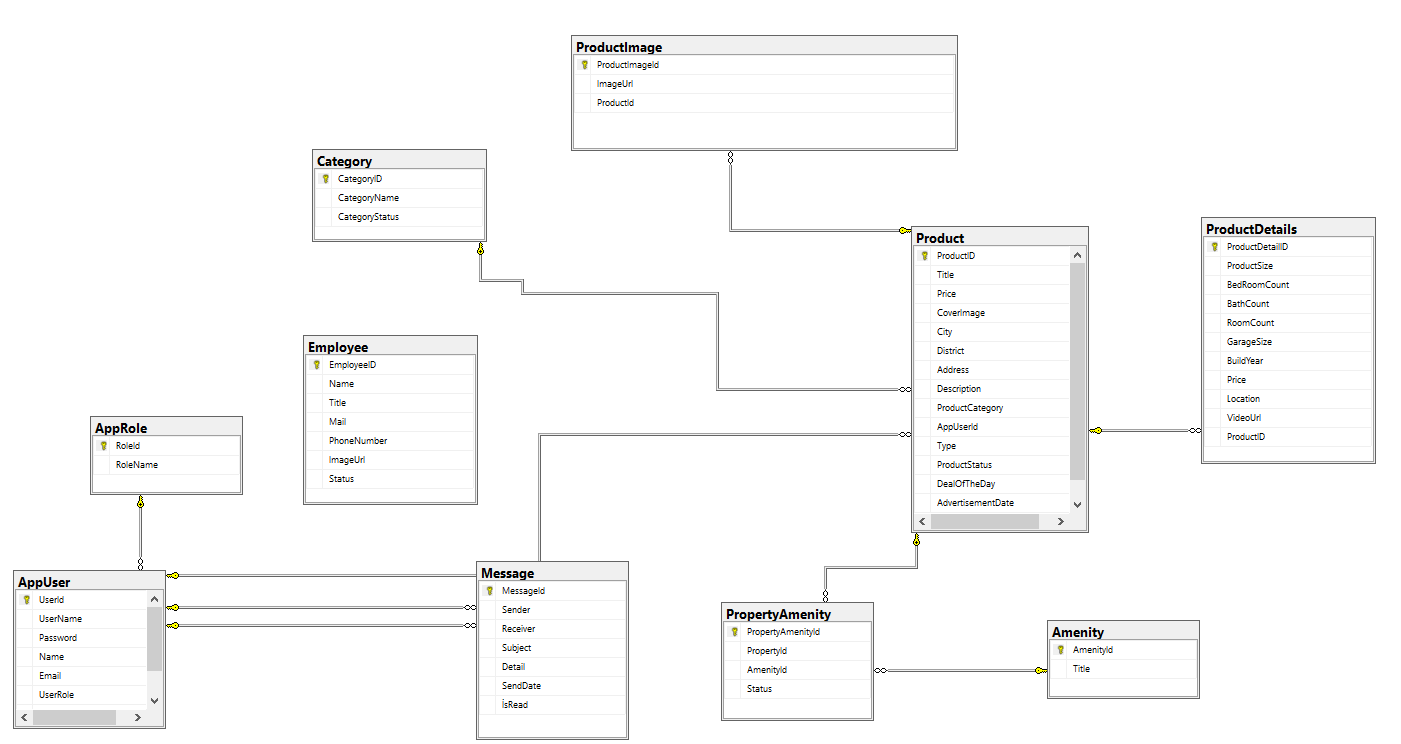 ProductImage
ProductImageId
ImageUrl
ProductId
Category
CategoryID
CategoryName
CategoryStatus
Product
ProductID
Title
Price
CoverImage
City
District
Address
Description
ProductCategory
AppUserId
Type
ProductStatus
DealOfTheDay
AdvertisementDate
ProductDetails
ProductDetailID
ProductSize
BedRoomCount
BathCount
RoomCount
GarageSize
BuildYear
Price
Location
VideoUrl
ProductID
Employee
EmployeeID
Name
Title
Mail
PhoneNumber
ImageUrl
Status
AppRole
RoleId
RoleName
AppUser
UserId
UserName
Password
Name
Email
UserRole
Message
MessageId
Sender
Receiver
Subject
Detail
SendDate
İsRead
PropertyAmenity
PropertyAmenityId
PropertyId
AmenityId
Status
Amenity
AmenityId
Title